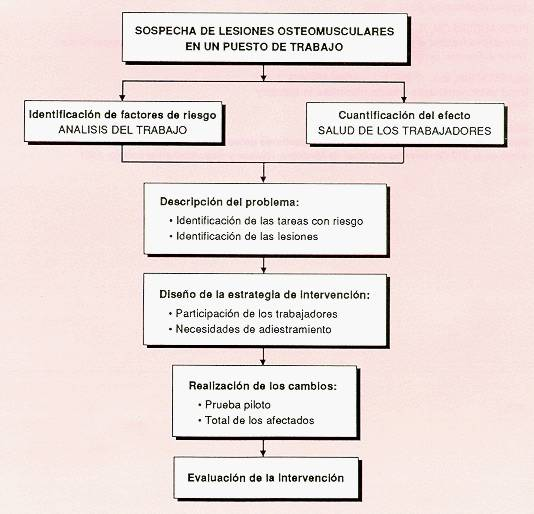 SOSPECHA DE LESIONES OSTEOMUSCULARES
EN UN PUESTO DE TRABAJO
Identificación de factores de riesgo
ANALISIS DEL TRABAJO
Cuantificación del efecto
SALUD DE LOS TRABAJADORES
Descripción del problema:
• Identificación de las tareas con riesgo
• Identificación de las lesiones
Diseño de la estrategia de intervención:
• Participación de los trabajadores
• Necesidades de adiestramiento
Realización de los cambios:
• Prueba piloto
• Total de los afectados
Evaluación de la intervención